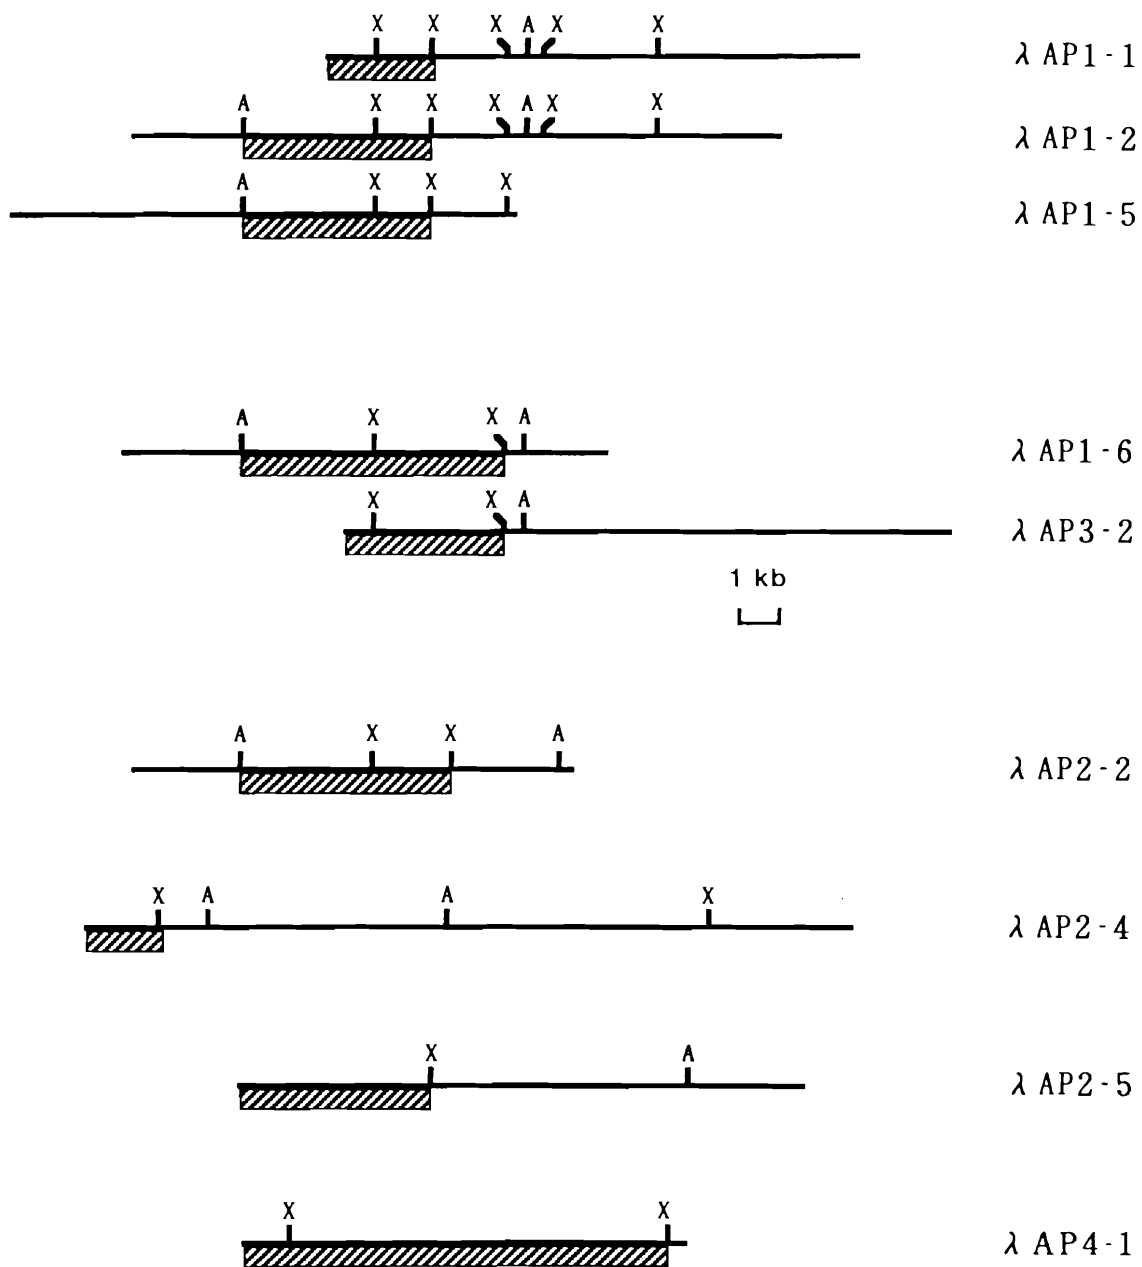 X X X A X X λ AP1-1
A X X X A X X λ AP1-2
A X X X λ AP1-5
A X X A λ AP1-6
X X A λ AP3-2
1 kb
A X X A λ AP2-2
X A A X λ AP2-4
X A λ AP2-5
X X λ AP4-1